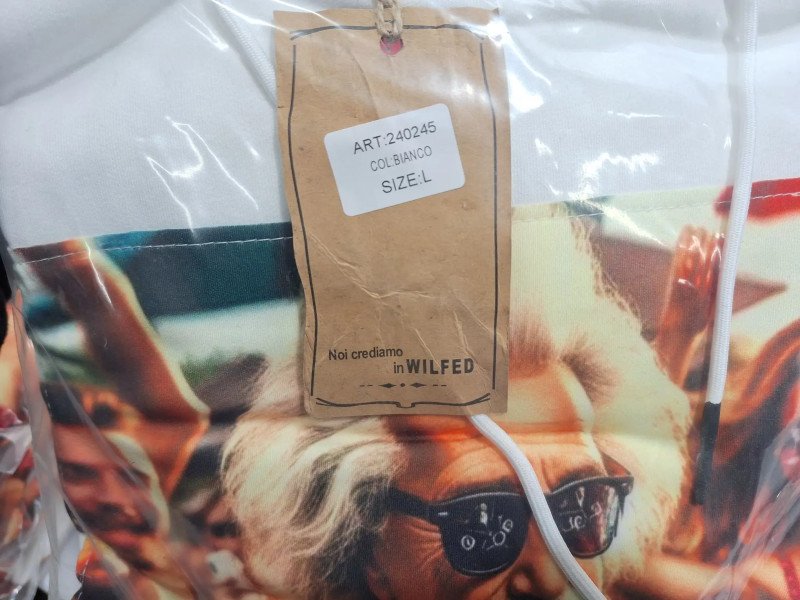 ART:240245
COL:BIANCO
SIZE:L
Noi crediamo
in WILFED